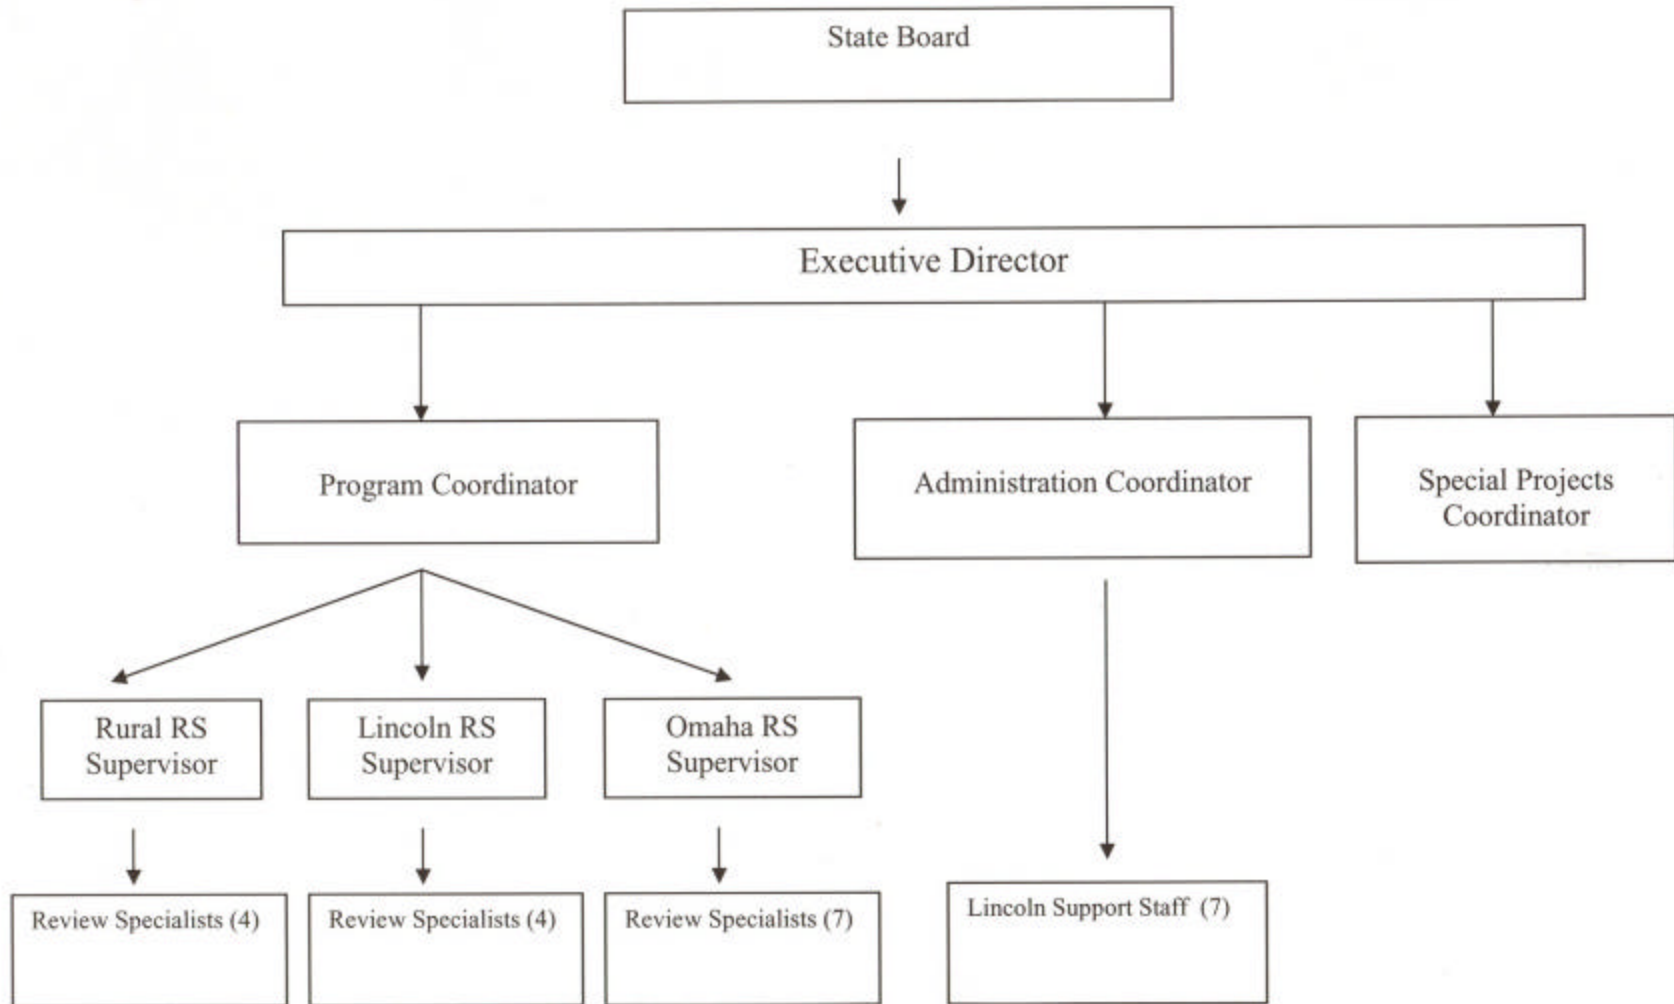 State Board
Executive Director
Program Coordinator
Administration Coordinator
Special Projects
Coordinator
Rural RS
Supervisor
Lincoln RS
Supervisor
Omaha RS
Supervisor
Review Specialists (4)
Review Specialists (4)
Review Specialists (7)
Lincoln Support Staff (7)